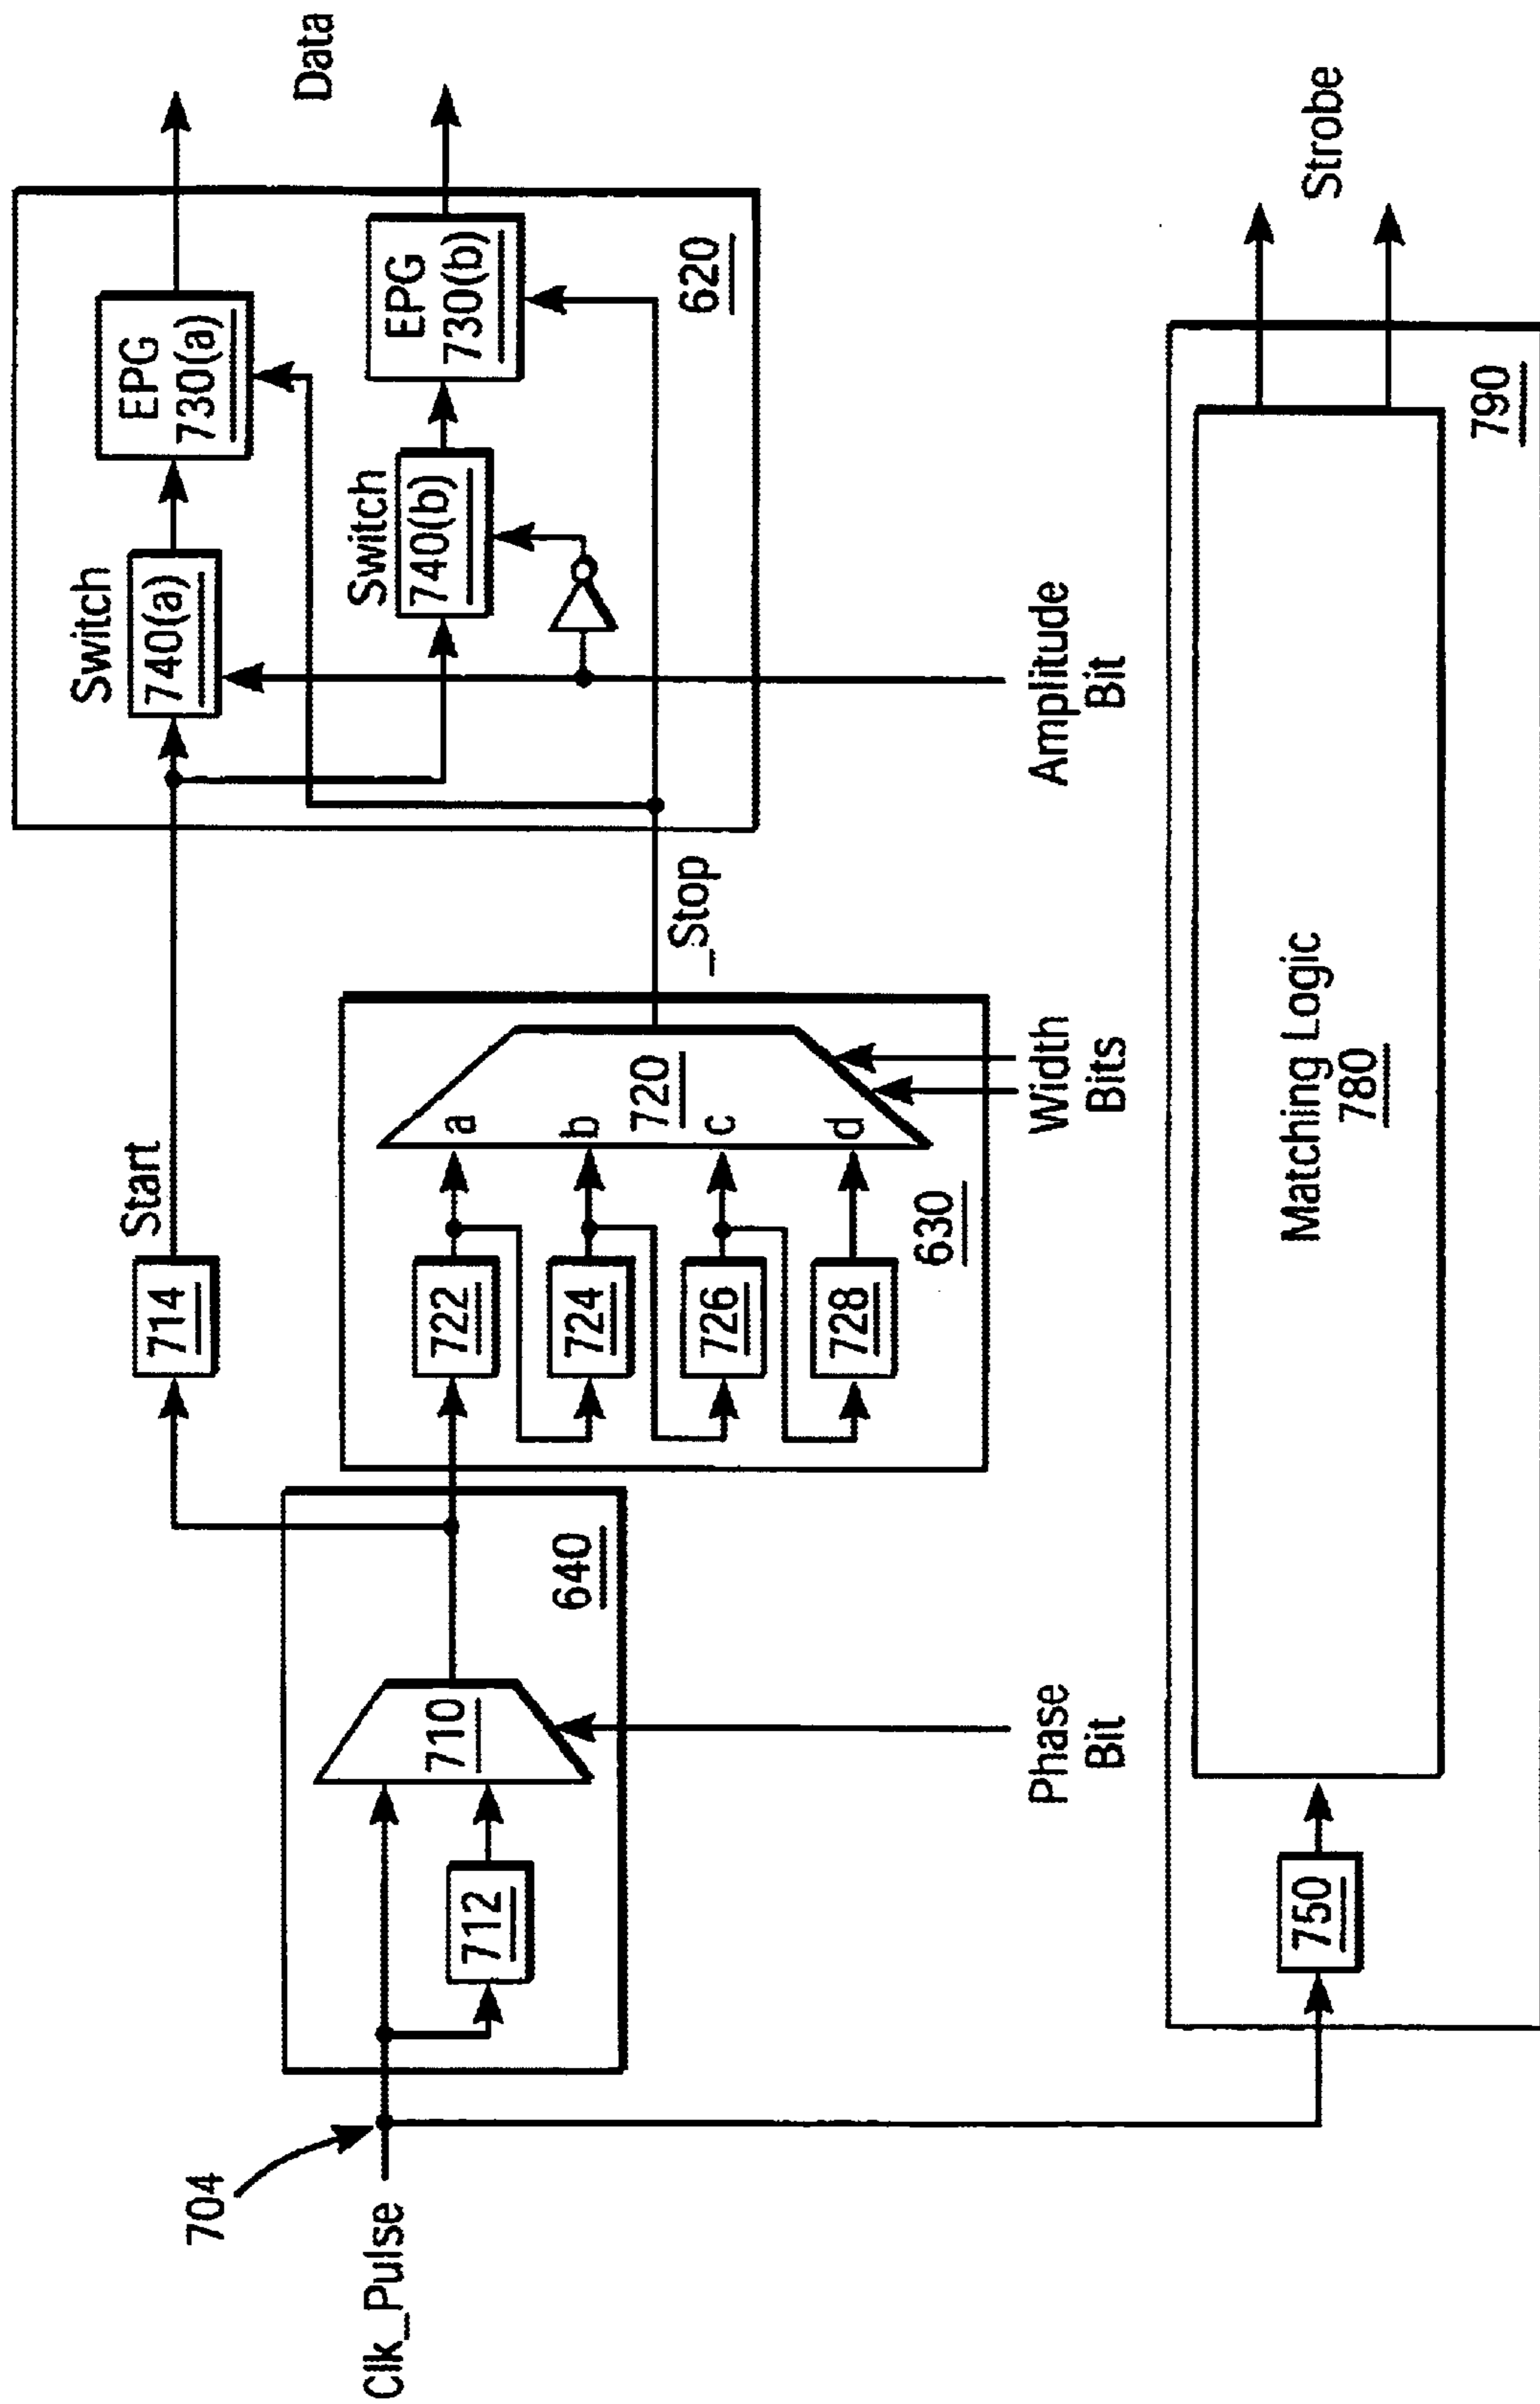 704
Clk_Pulse
712
710
640
Phase
Bit
714
Start
722
724
726
728
a
b
c
d
720
630
Width
Bits
_Stop
Switch
740(a)
EPG
730(a)
Switch
740(b)
EPG
730(b)
620
Data
Amplitude
Bit
750
Matching Logic
780
790
Strobe